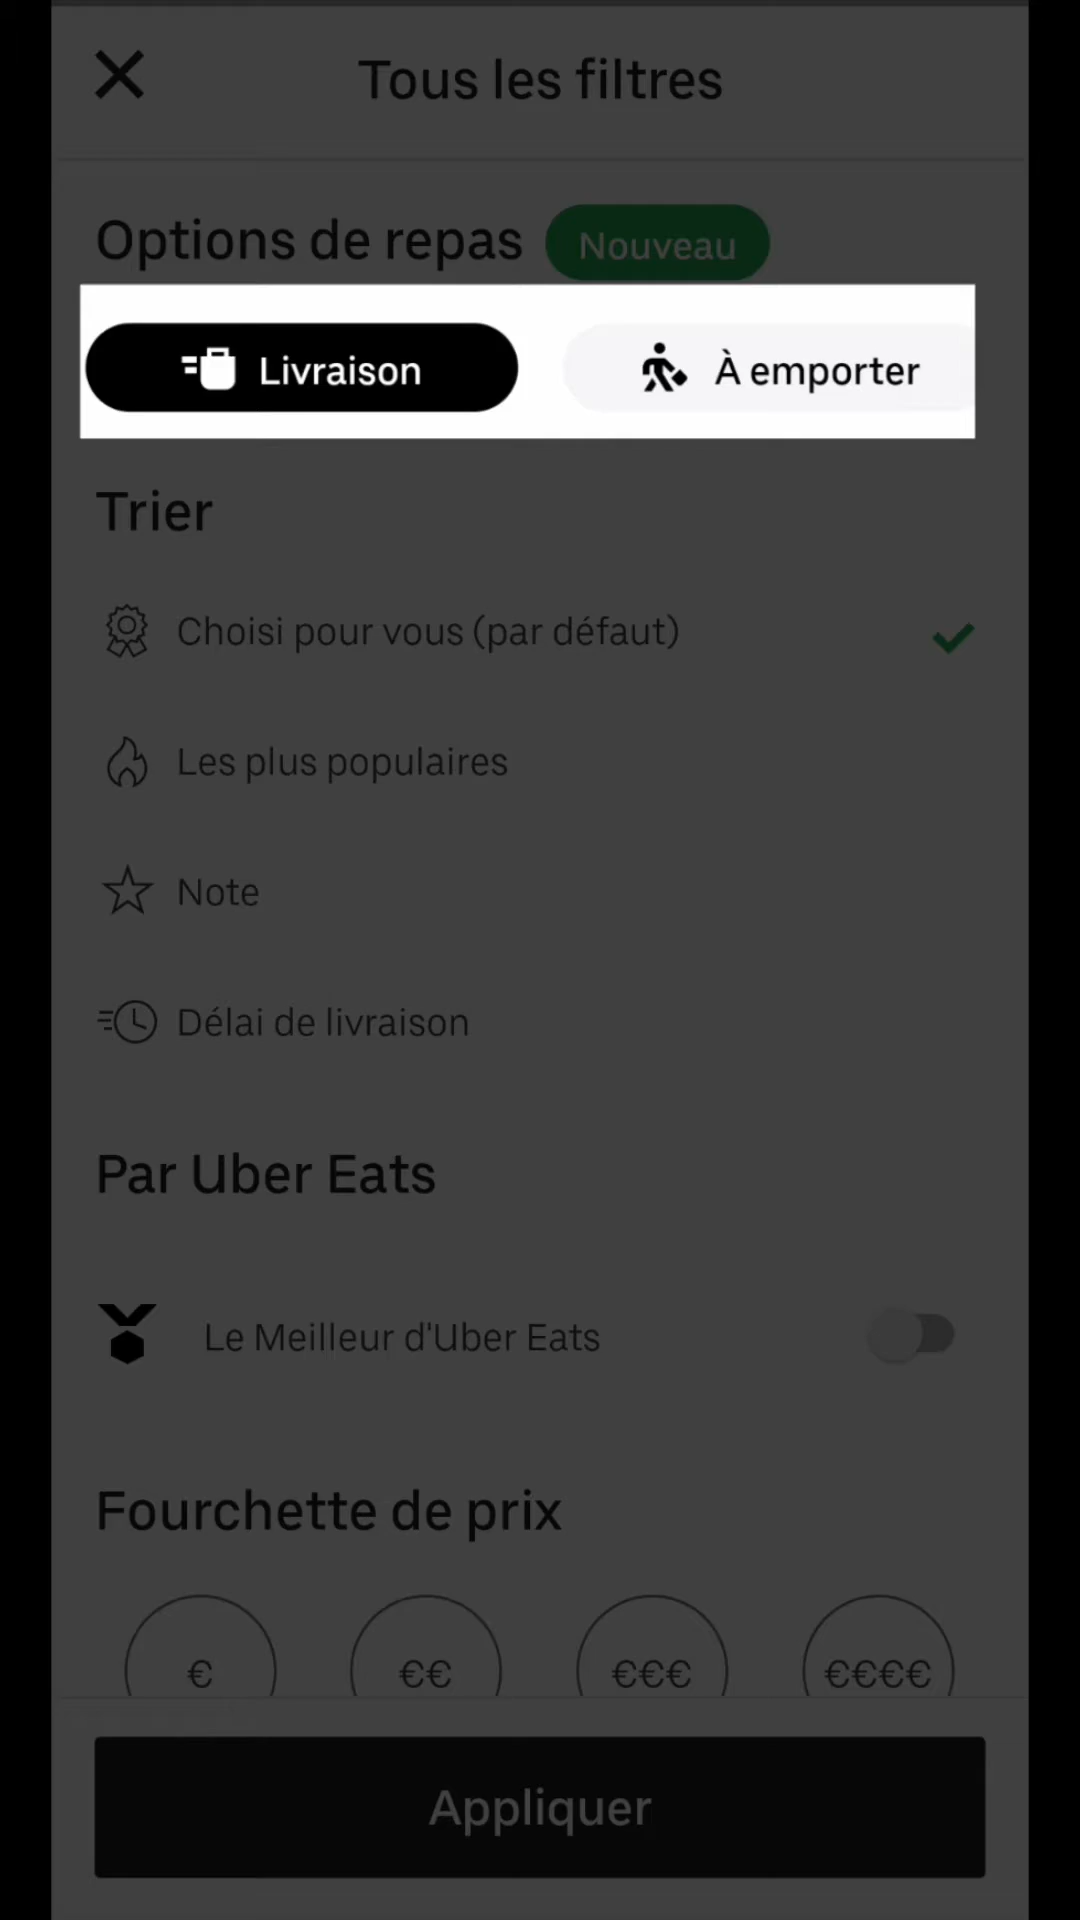 Tous les filtres
Options de repas Nouveau
Livraison À emporter
Trier
Choisi pour vous (par défaut)
Les plus populaires
Note
Délai de livraison
Par Uber Eats
Le Meilleur d'Uber Eats
Fourchette de prix
€ €€ €€€ €€€€
Appliquer